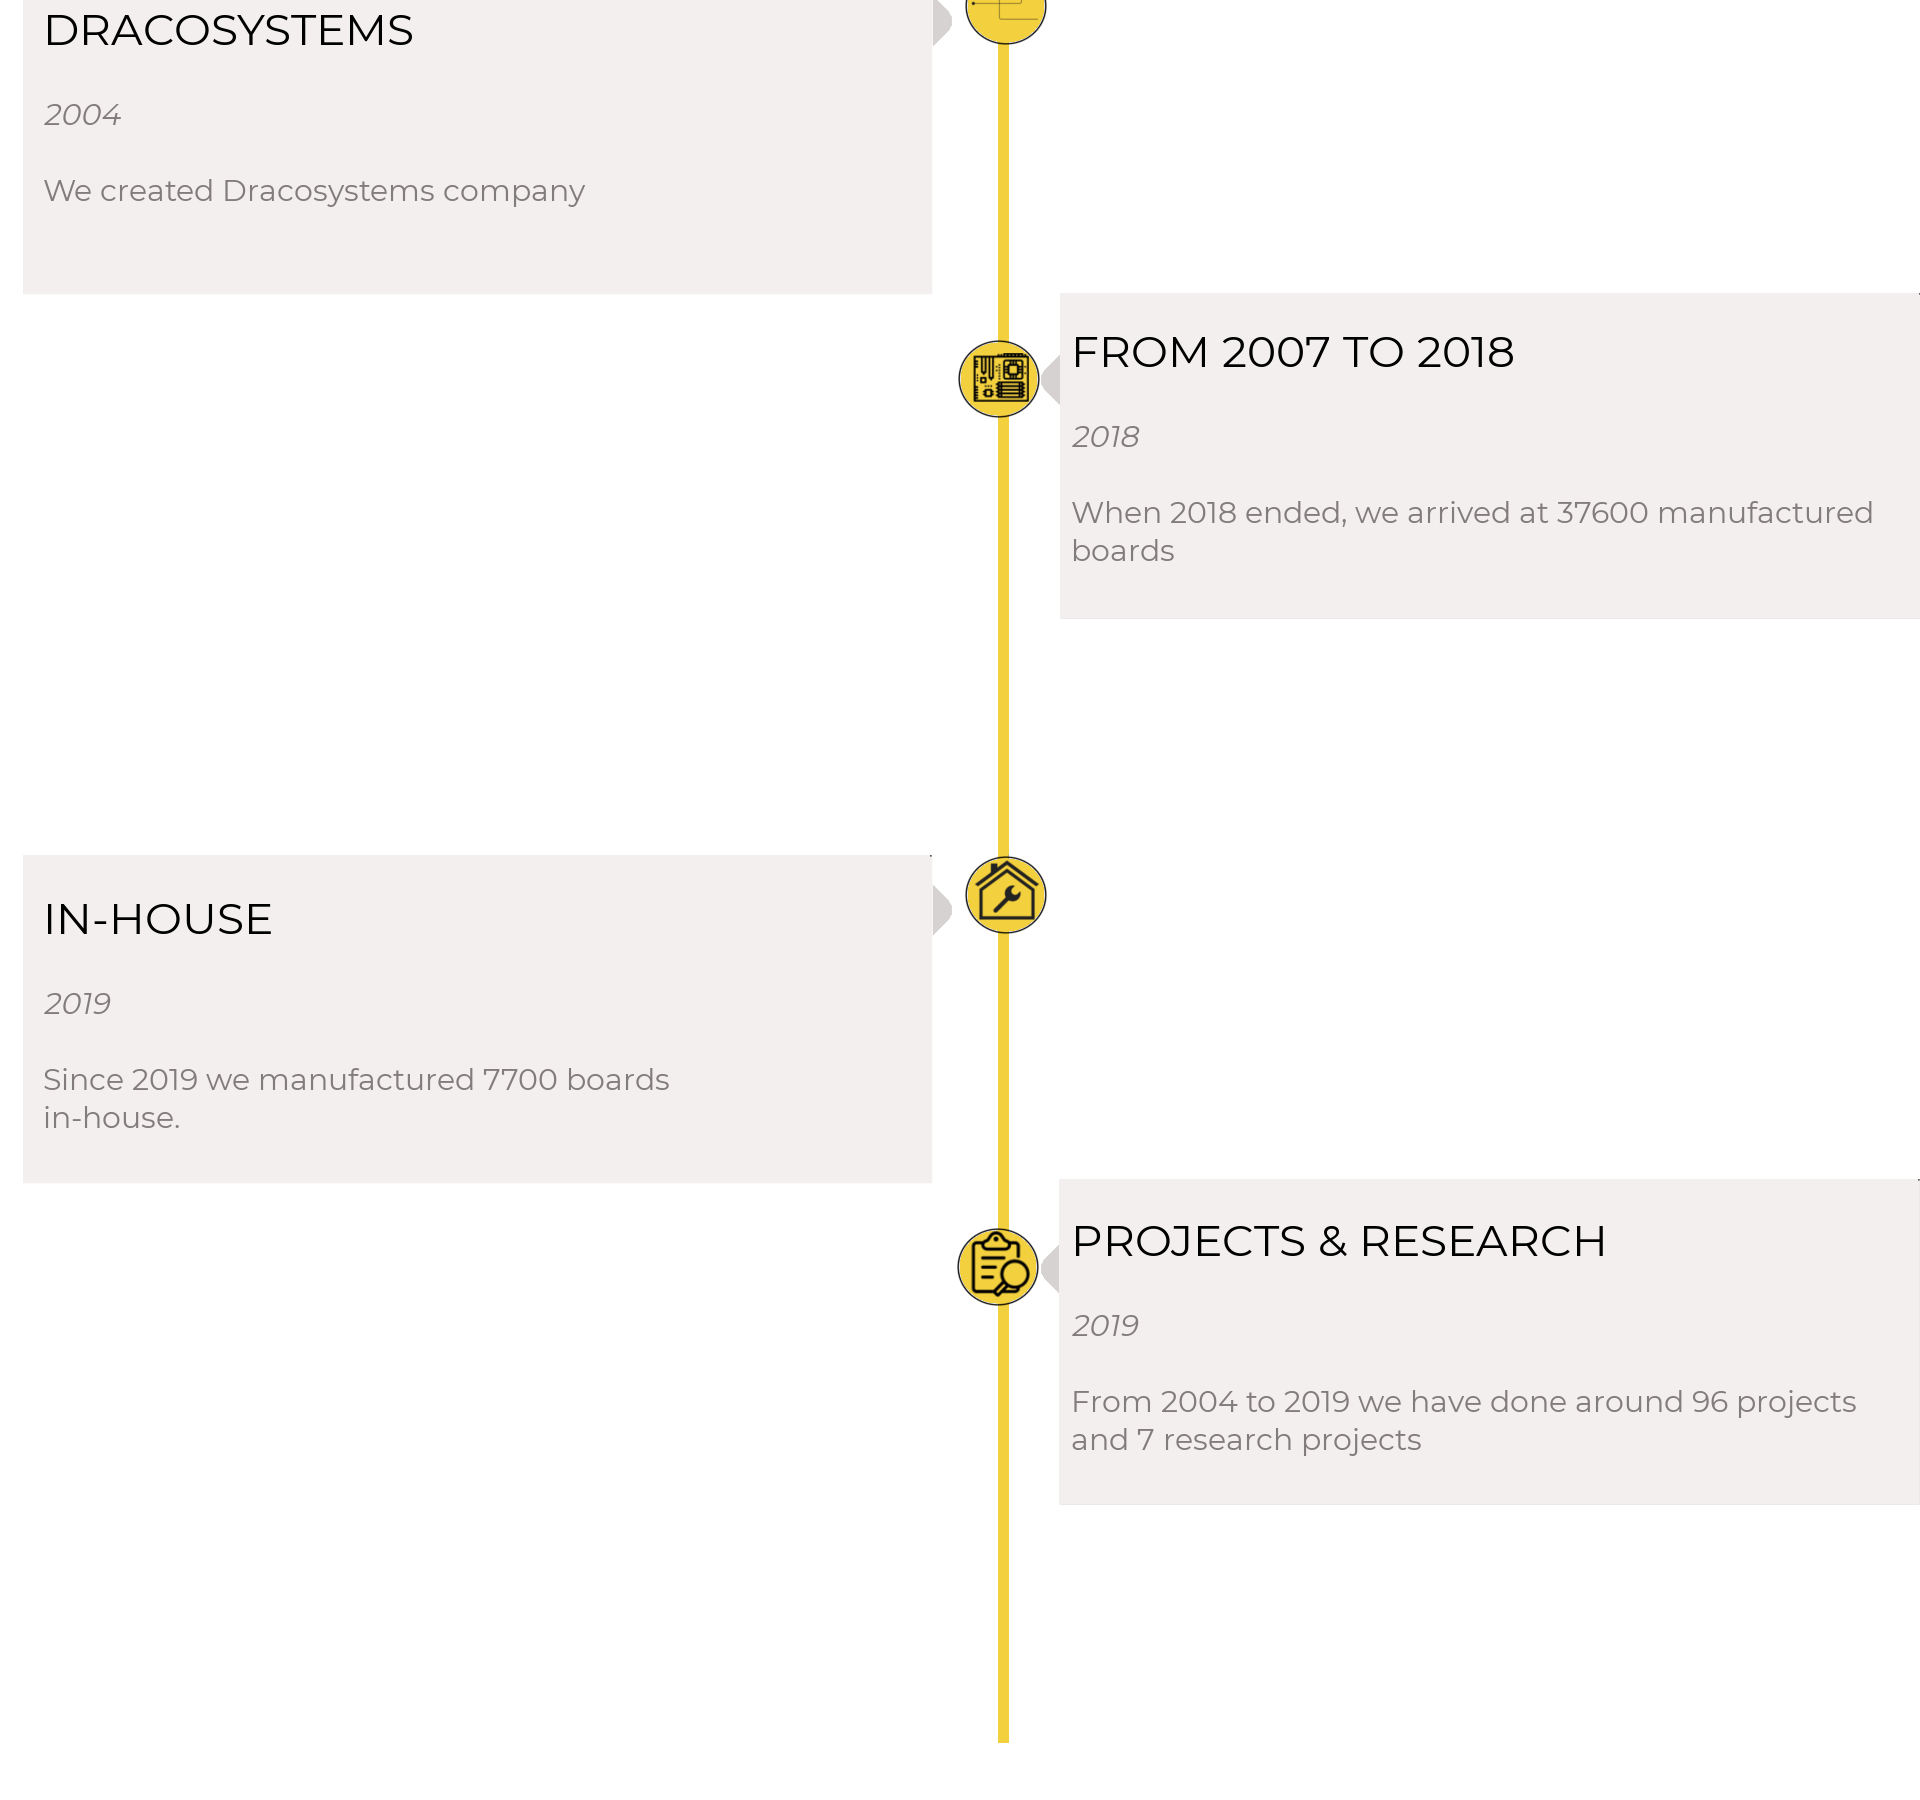 DRACOSYSTEMS
2004
We created Dracosystems company
FROM 2007 TO 2018
2018
When 2018 ended, we arrived at 37600 manufactured
boards
IN-HOUSE
2019
Since 2019 we manufactured 7700 boards
in-house.
PROJECTS & RESEARCH
2019
From 2004 to 2019 we have done around 96 projects
and 7 research projects